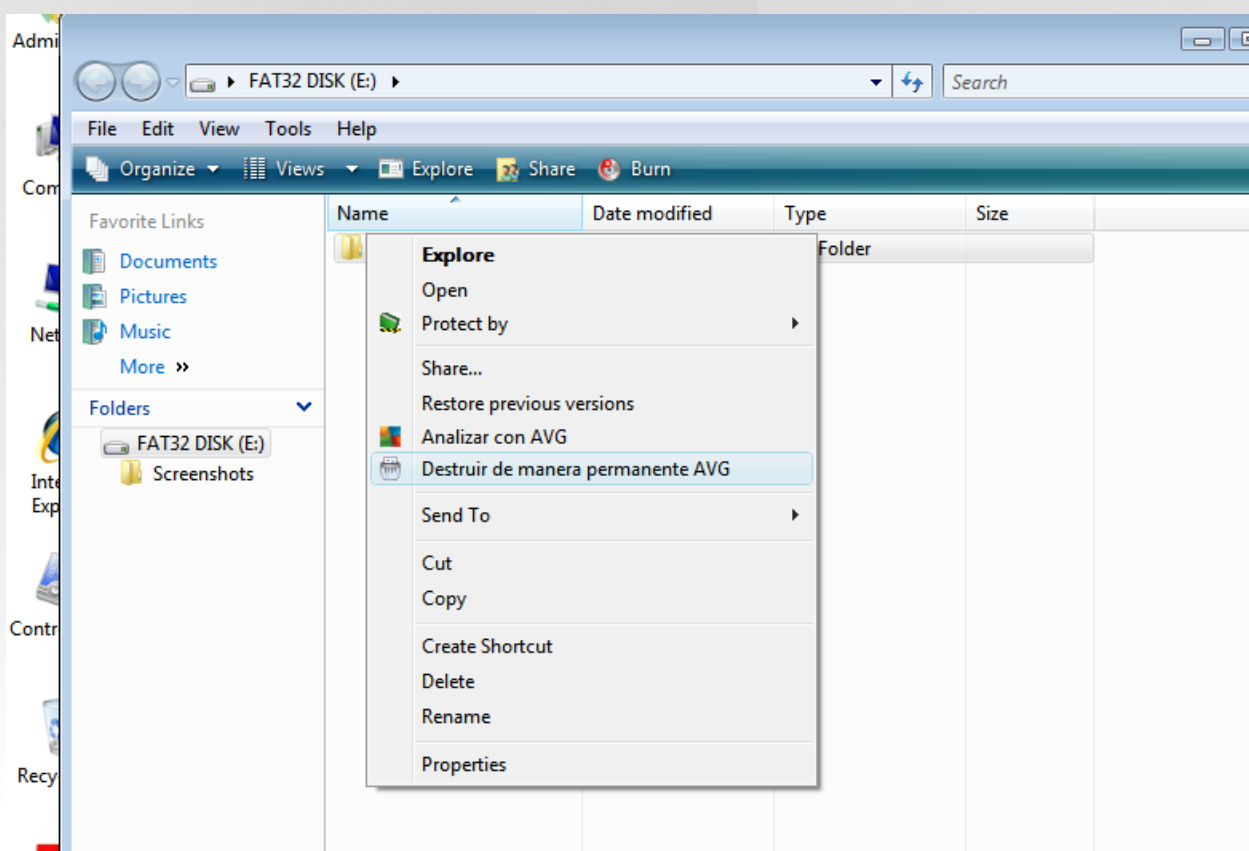 Admi
FAT32 DISK (E:)
Search
File Edit View Tools Help
Organize Views Explore Share Burn
Com
Favorite Links
Name Date modified Type Size
Folder
Documents
Pictures
Music
More »
Net
Folders
FAT32 DISK (E:)
Screenshots
Inte
Exp
Contr
Recy
Explore
Open
Protect by
Share...
Restore previous versions
Analizar con AVG
Destruir de manera permanente AVG
Send To
Cut
Copy
Create Shortcut
Delete
Rename
Properties